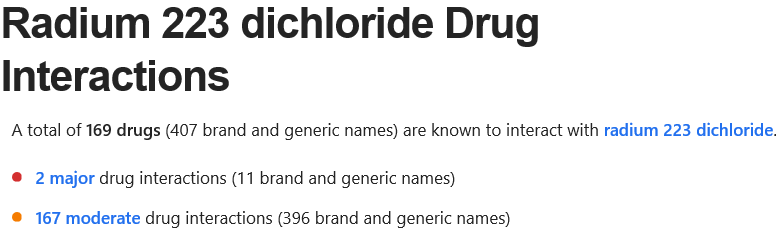 Radium 223 dichloride Drug
Interactions
A total of 169 drugs (407 brand and generic names) are known to interact with radium 223 dichloride.
2 major drug interactions (11 brand and generic names)
167 moderate drug interactions (396 brand and generic names)